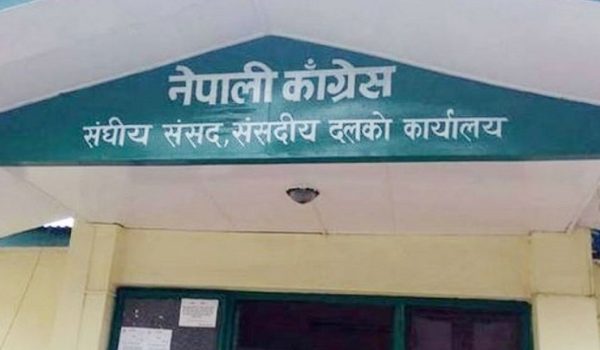 नेपाली काँग्रेस
संघीय संसद, संसदीय दलको कार्यालय